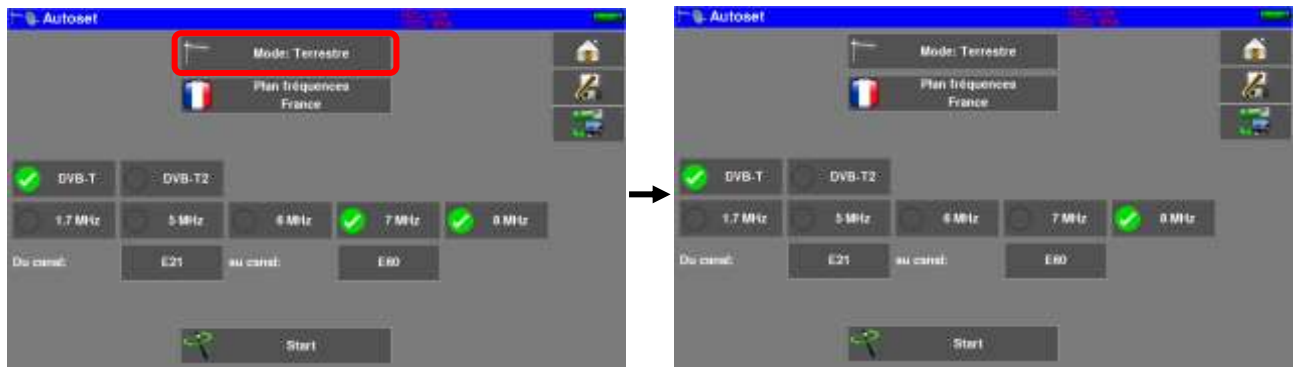 Autoset
Mode: Terrestre
Plan fréquences
France
DVB-T DVB-T2
1.7 MHz 5 MHz 6 MHz 7 MHz 8 MHz
Du canal: E21 au canal: E60
Start
Autoset
Mode: Terrestre
Plan fréquences
France
DVB-T DVB-T2
1.7 MHz 5 MHz 6 MHz 7 MHz 8 MHz
Du canal: E21 au canal: E60
Start